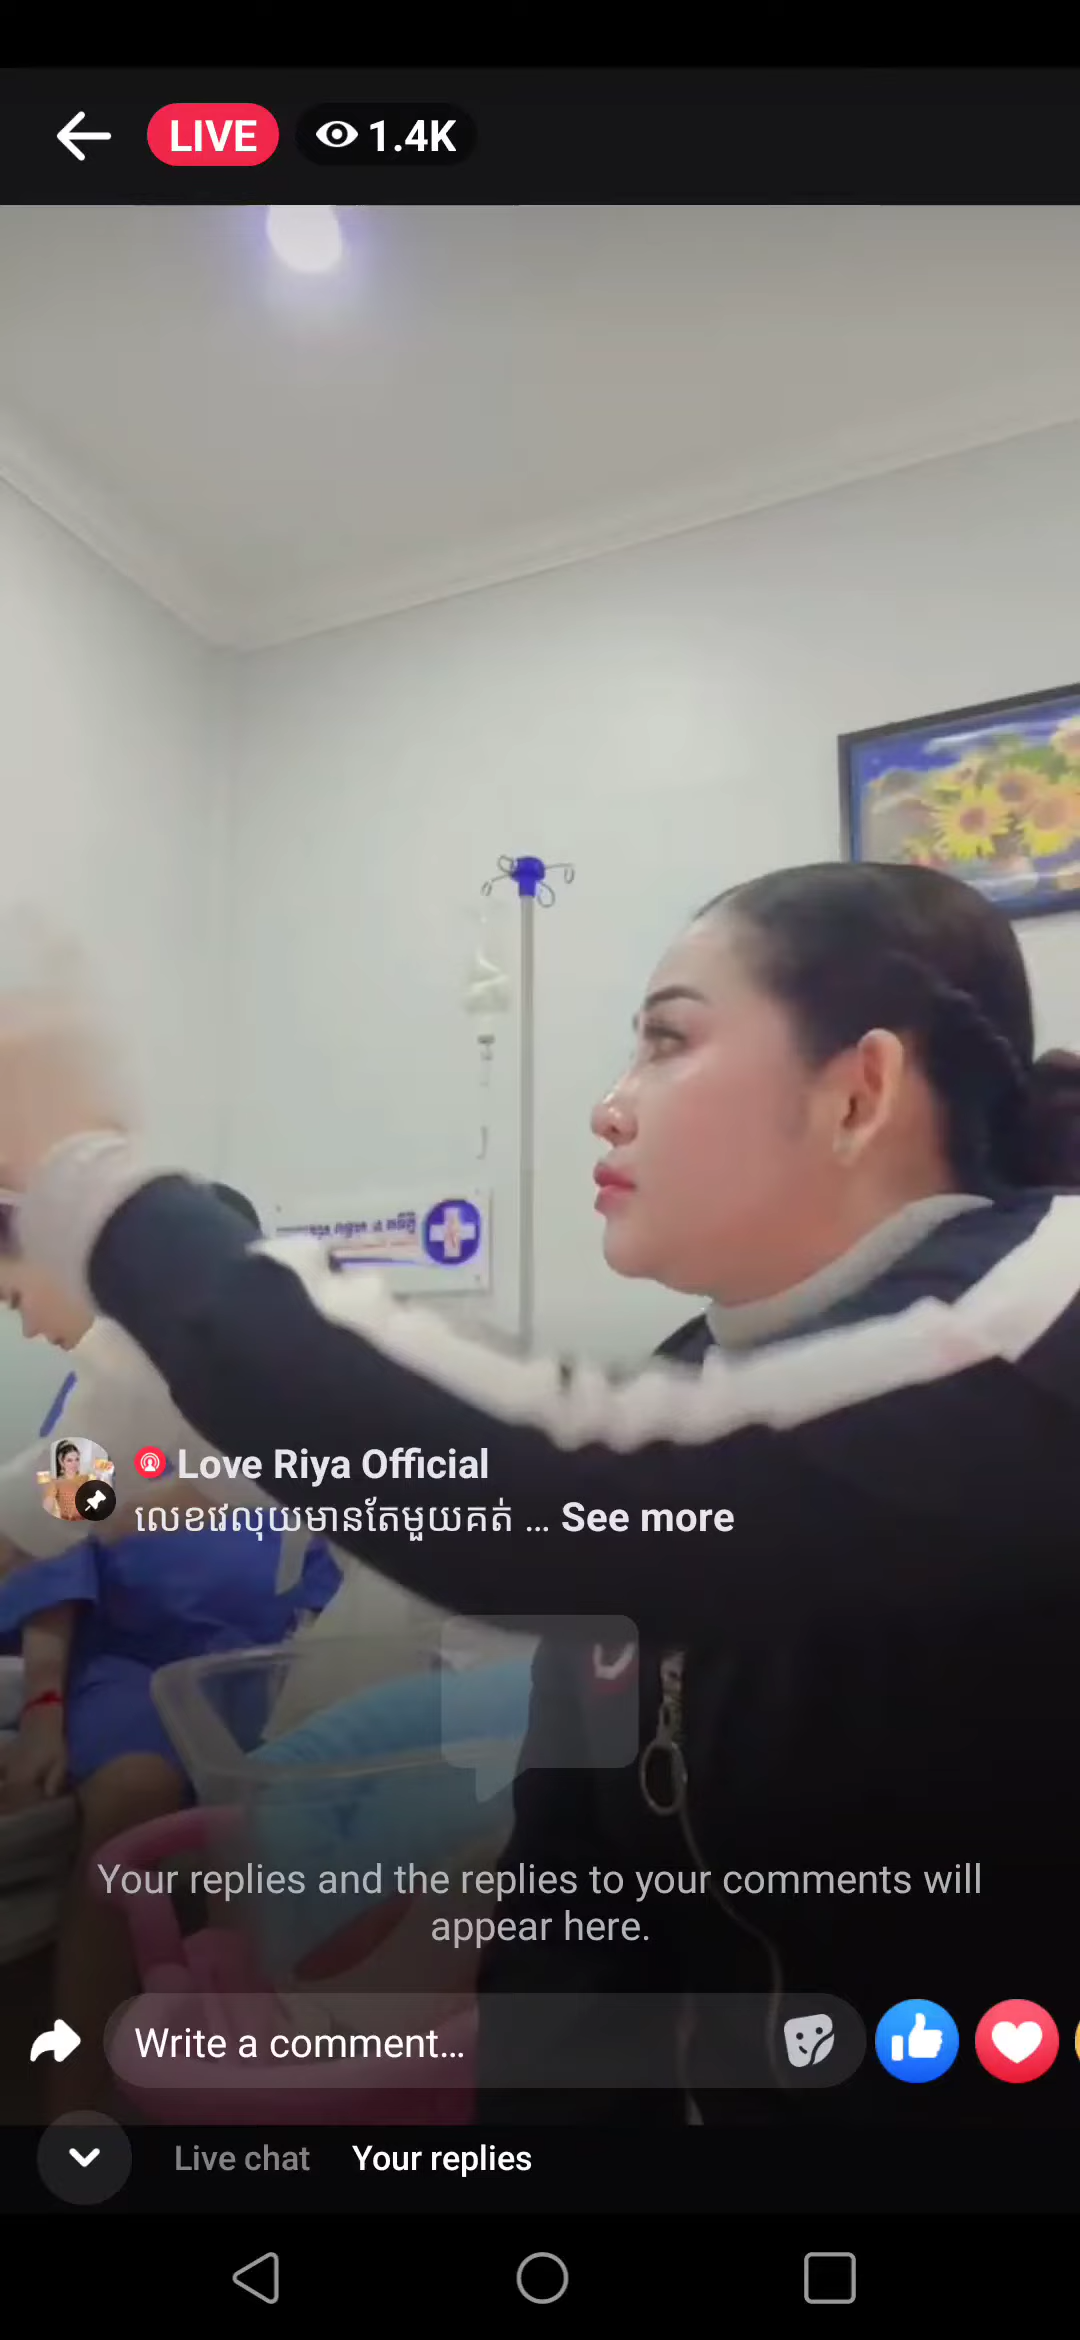 LIVE 1.4K
Love Riya Official
លេខវេលុយមានតែមួយគត់ ... See more
Your replies and the replies to your comments will
appear here.
Write a comment...
Live chat Your replies